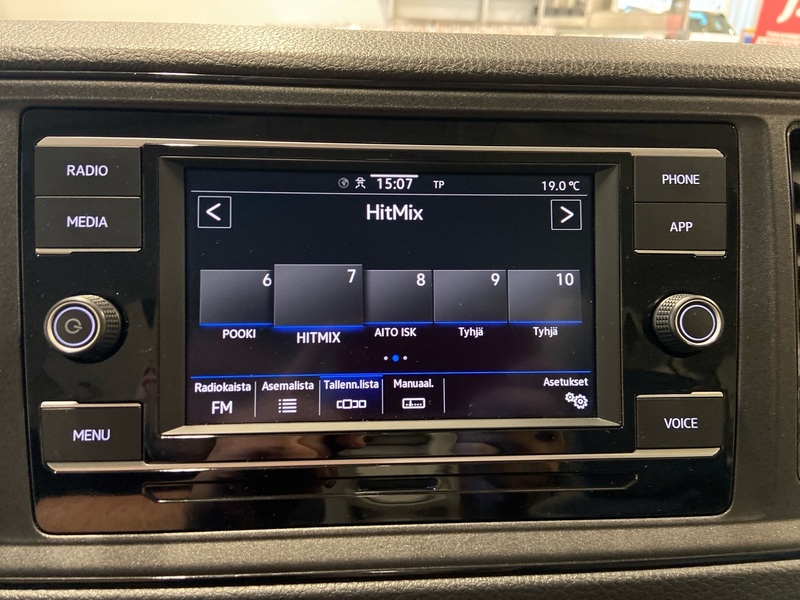 RADIO
MEDIA
MENU
PHONE
APP
VOICE
15:07 TP 19.0 °C
<
HitMix
>
6 7 8 9 10
POOKI HITMIX AITO ISK Tyhjä Tyhjä
Radiokaista Asemalista Tallenn.lista Manuaal. Asetukset
FM